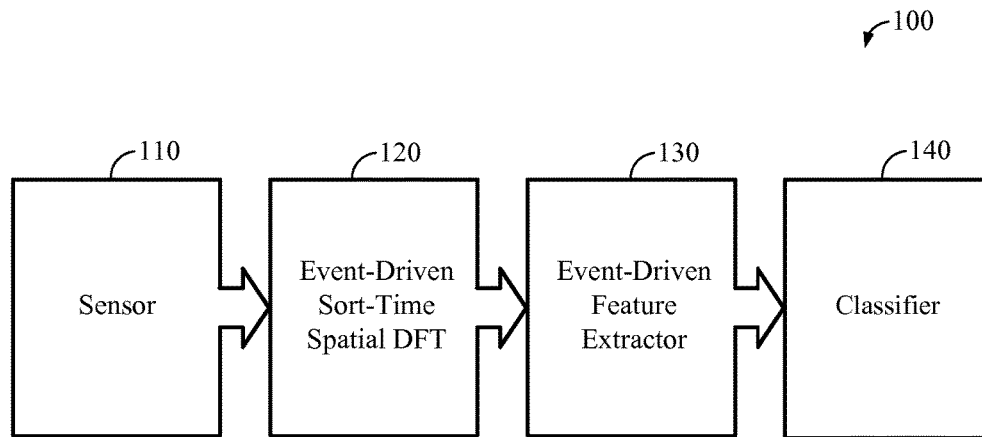 100
110
120
130
140
Sensor
Event-Driven
Sort-Time
Spatial DFT
Event-Driven
Feature
Extractor
Classifier